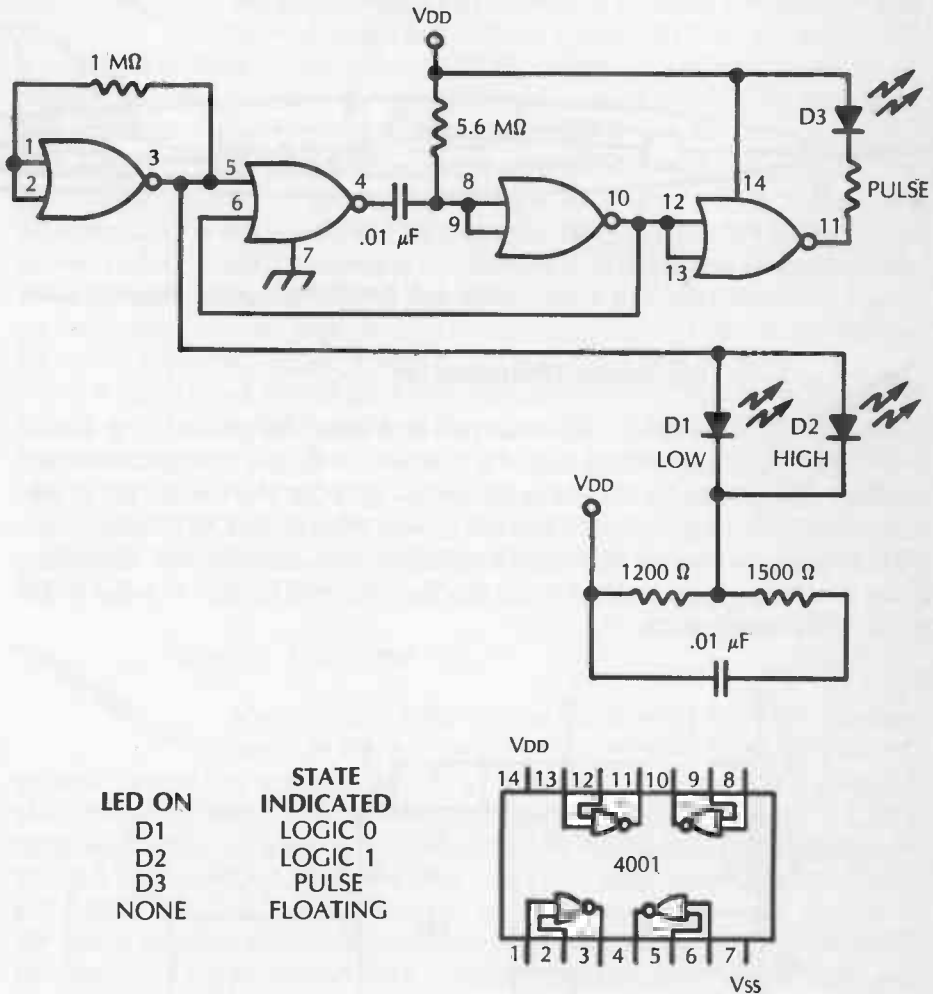 VDD
1 MΩ
5.6 MΩ
D3
PULSE
1
2
3
5
6
4
.01 µF
7
8
9
10
12
13
14
11
D1
LOW
D2
HIGH
VDD
1200 Ω
1500 Ω
.01 µF
LED ON STATE INDICATED
D1 LOGIC 0
D2 LOGIC 1
D3 PULSE
NONE FLOATING
VDD
14 13 12 11 10 9 8
4001
1 2 3 4 5 6 7
VSS